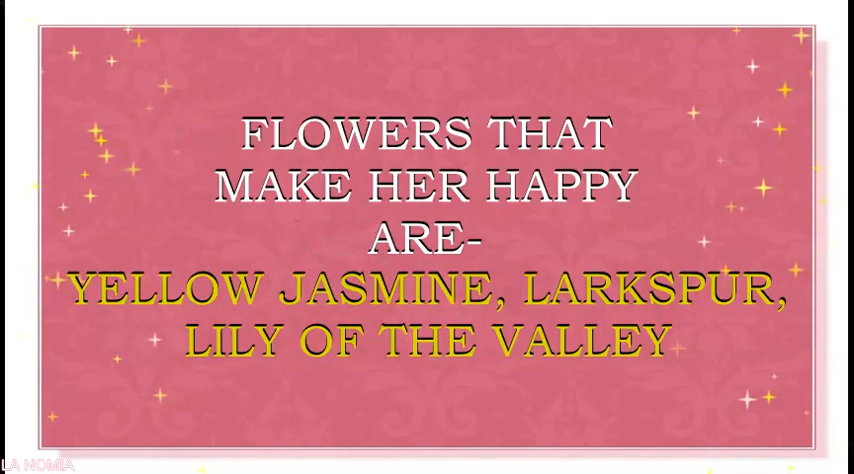 FLOWERS THAT
MAKE HER HAPPY
ARE-
YELLOW JASMINE, LARKSPUR,
LILY OF THE VALLEY
LA NOMIA